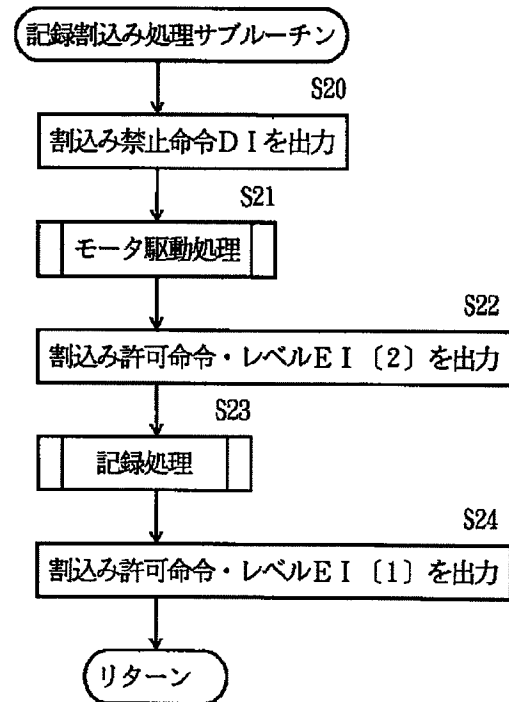 記録割込み処理サブルーチン
S20
割込み禁止命令ＤＩを出力
S21
モータ駆動処理
S22
割込み許可命令・レベルＥＩ〔2〕を出力
S23
記録処理
S24
割込み許可命令・レベルＥＩ〔1〕を出力
リターン